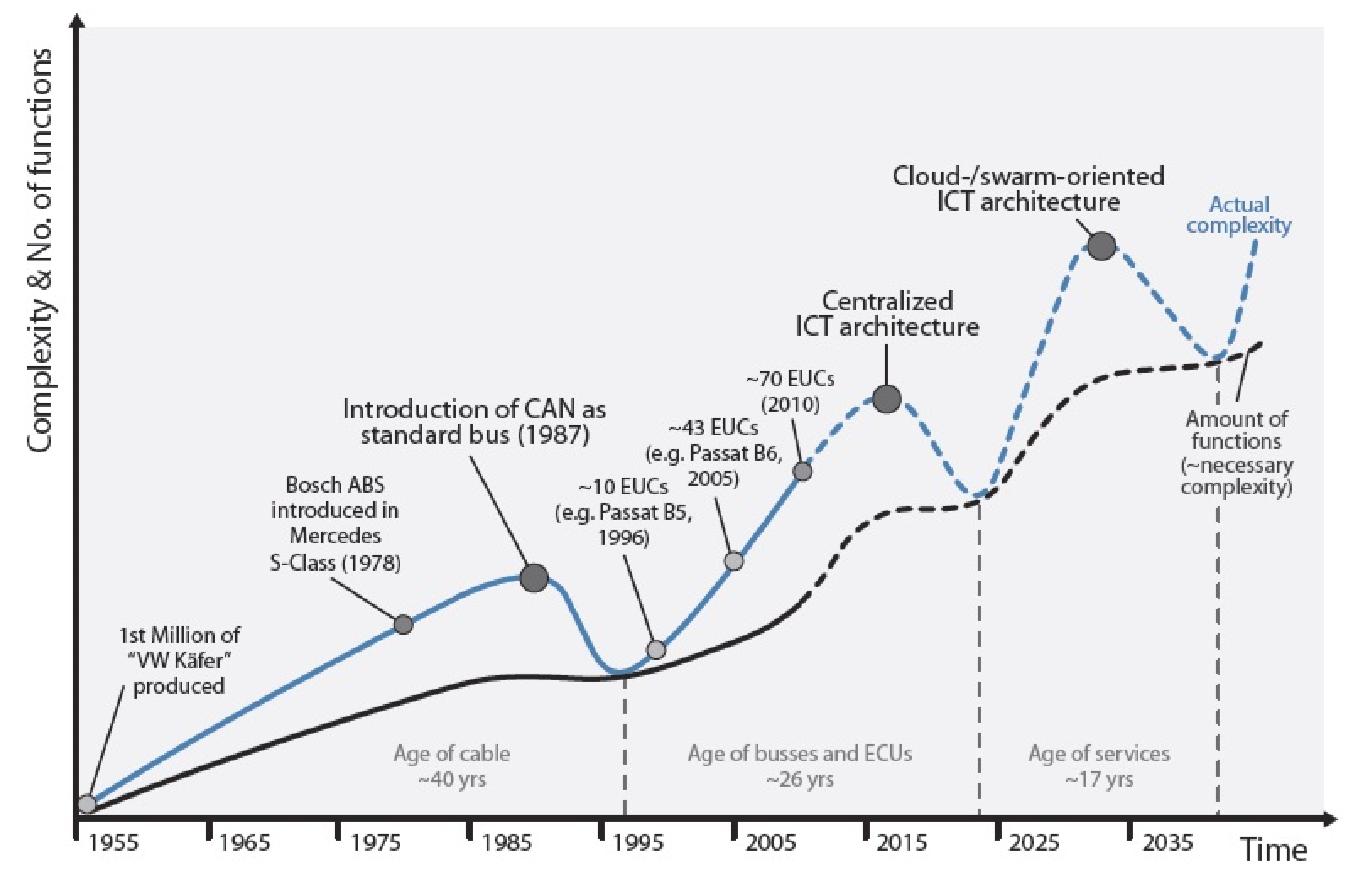 Complexity & No. of functions
Cloud-/swarm-oriented
ICT architecture
Actual
complexity
Centralized
ICT architecture
~70 EUCs
(2010)
Introduction of CAN as
standard bus (1987)
~43 EUCs
(e.g. Passat B6,
2005)
Amount of
functions
(~necessary
complexity)
Bosch ABS
introduced in
Mercedes
S-Class (1978)
~10 EUCs
(e.g. Passat B5,
1996)
1st Million of
“VW Käfer”
produced
Age of cable
~40 yrs
Age of busses and ECUs
~26 yrs
Age of services
~17 yrs
1955
1965
1975
1985
1995
2005
2015
2025
2035
Time